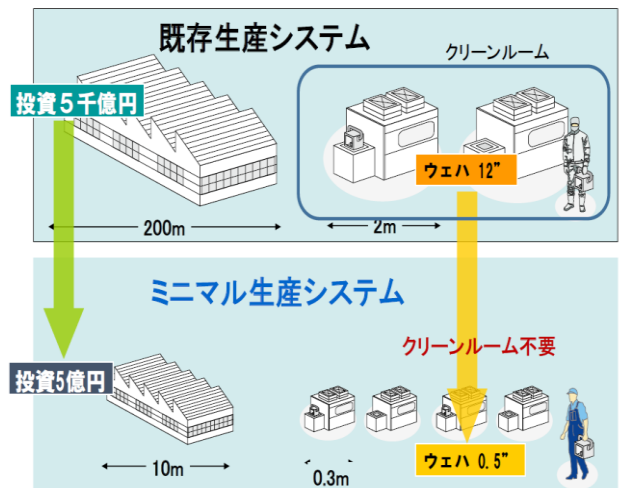 既存生産システム
クリーンルーム
投資５千億円
ウェハ 12”
200m
2m
ミニマル生産システム
クリーンルーム不要
投資5億円
ウェハ 0.5”
10m
0.3m